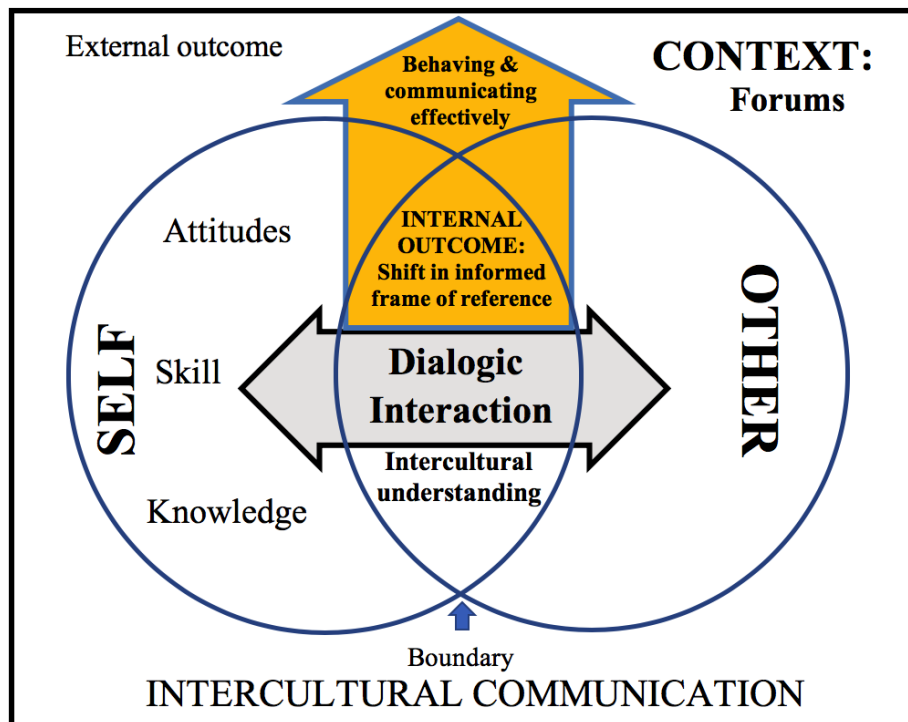 External outcome
Behaving &
communicating
effectively
CONTEXT:
Forums
Attitudes
INTERNAL
OUTCOME:
Shift in informed
frame of reference
SELF
Skill
Dialogic
Interaction
OTHER
Intercultural
understanding
Knowledge
Boundary
INTERCULTURAL COMMUNICATION